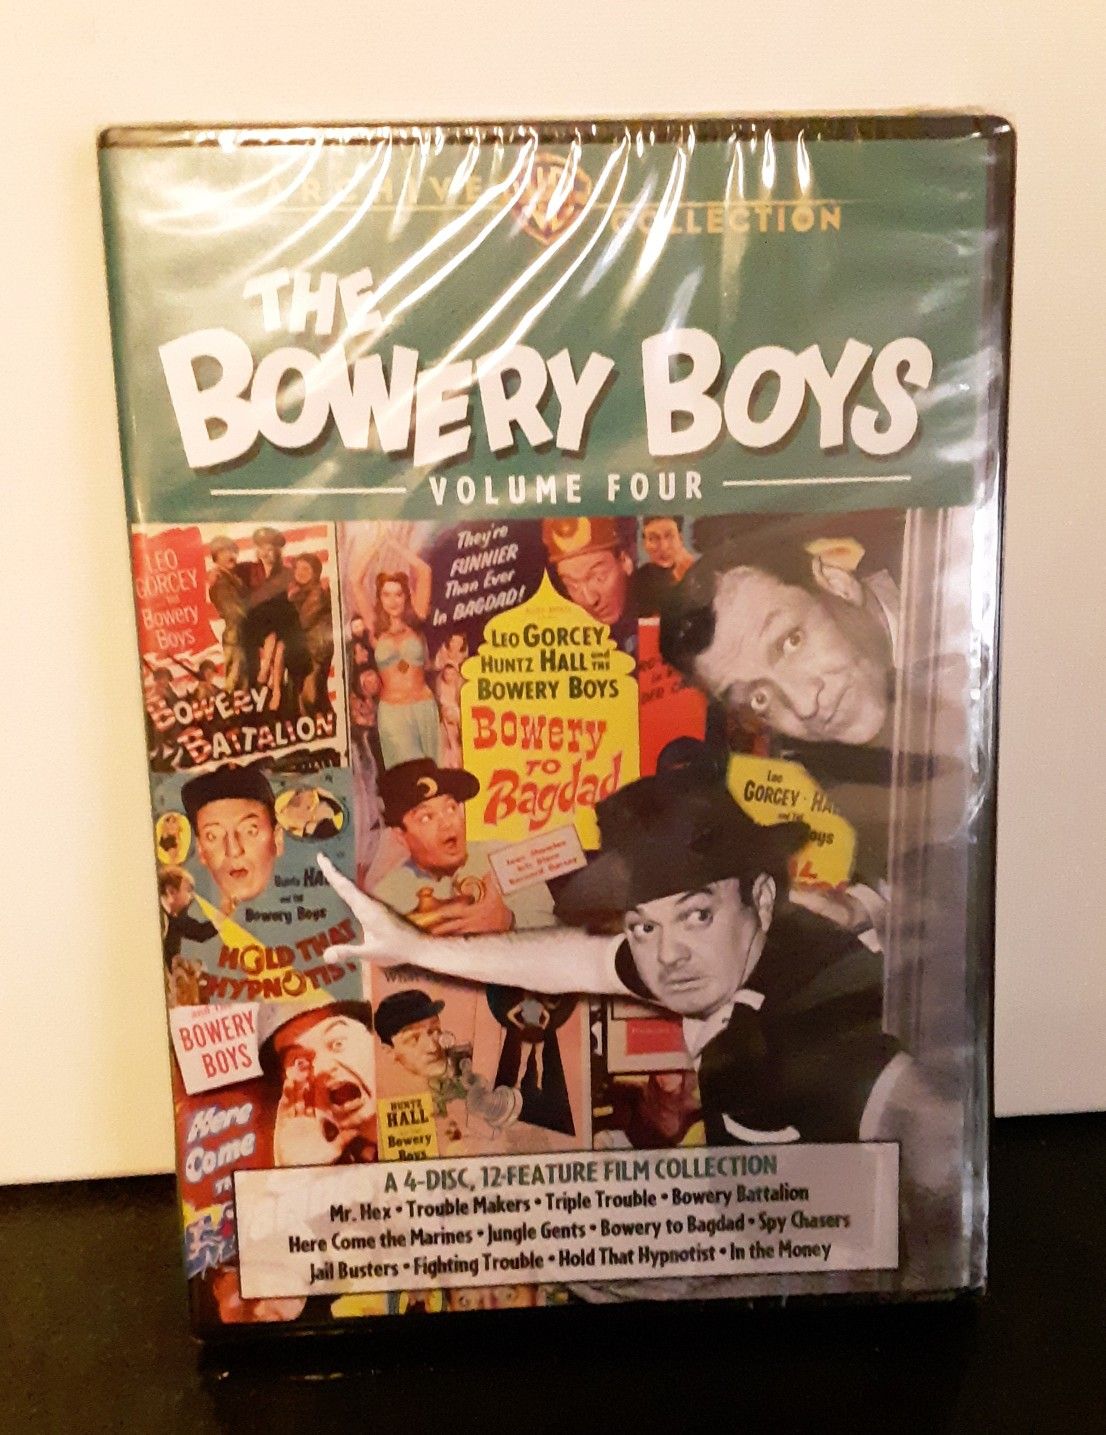 ARCHIVE WB COLLECTION
THE
BOWERY BOYS
VOLUME FOUR
LEO
GORCEY
Bowery
Boys
BOWERY
BATTALION
They're
FUNNIER
Than Ever
In BAGDAD!
LEO GORCEY
HUNTZ HALL and THE
BOWERY BOYS
Bowery
TO
Bagdad
Leo
GORCEY
Huntz
and the
Bowery Boys
HOLD THAT
HYPNOTIST
BOWERY
BOYS
Here
Come
HUNTZ
HALL
Bowery
Boys
A 4-DISC, 12-FEATURE FILM COLLECTION
Mr. Hex • Trouble Makers • Triple Trouble • Bowery Battalion
Here Come the Marines • Jungle Gents • Bowery to Bagdad • Spy Chasers
Jail Busters • Fighting Trouble • Hold That Hypnotist • In the Money